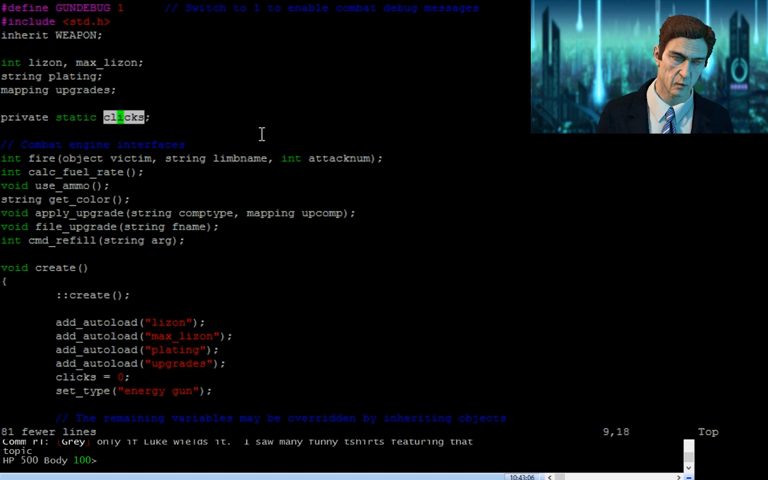 #define GUNDEBUG 1 // Switch to 1 to enable combat debug messages
#include <std.h>
inherit WEAPON;
int lizon, max_lizon;
string plating;
mapping upgrades;
private static clicks;
// Combat engine interfaces
int fire(object victim, string limbname, int attacknum);
int calc_fuel_rate();
void use_ammo();
string get_color();
void apply_upgrade(string comptype, mapping upcomp);
void file_upgrade(string fname);
int cmd_refill(string arg);
void create()
{
::create();
add_autoload("lizon");
add_autoload("max_lizon");
add_autoload("plating");
add_autoload("upgrades");
clicks = 0;
set_type("energy gun");
// The remaining variables may be overridden by inheriting objects
81 fewer lines 9,18 Top
[Grey] only if Luke wields it. I saw many funny tshirts featuring that
topic
HP 500 Body 100>
10:43:06